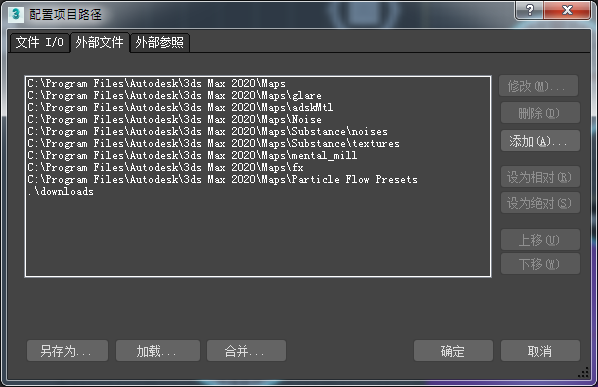 配置项目路径
文件 I/O 外部文件 外部参照
C:\Program Files\Autodesk\3ds Max 2020\Maps
C:\Program Files\Autodesk\3ds Max 2020\Maps\glare
C:\Program Files\Autodesk\3ds Max 2020\Maps\adskMtl
C:\Program Files\Autodesk\3ds Max 2020\Maps\Noise
C:\Program Files\Autodesk\3ds Max 2020\Maps\Substance\noises
C:\Program Files\Autodesk\3ds Max 2020\Maps\Substance\textures
C:\Program Files\Autodesk\3ds Max 2020\Maps\mental_mill
C:\Program Files\Autodesk\3ds Max 2020\Maps\fx
C:\Program Files\Autodesk\3ds Max 2020\Maps\Particle Flow Presets
.\downloads
修改(M)...
删除(D)
添加(A)...
设为相对(R)
设为绝对(S)
上移(U)
下移(W)
另存为... 加载... 合并... 确定 取消